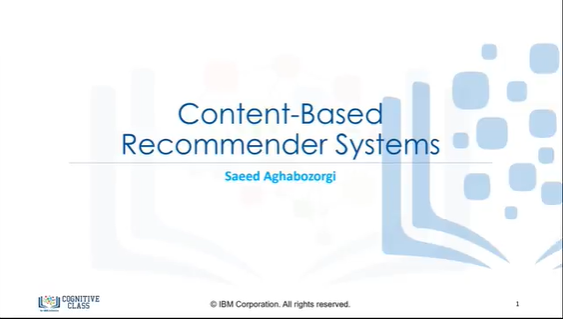 Content-Based
Recommender Systems
Saeed Aghabozorgi
COGNITIVE
CLASS
© IBM Corporation. All rights reserved.
1